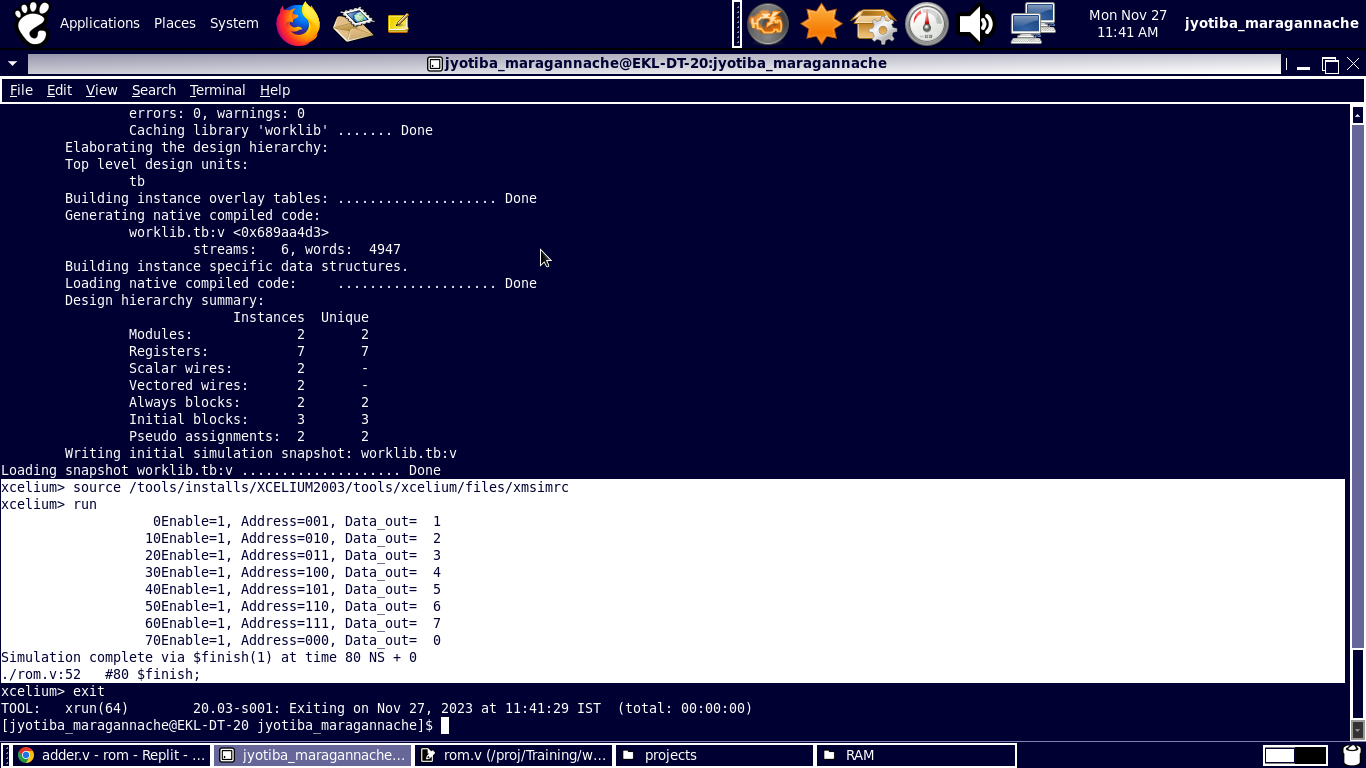 Applications Places System
Mon Nov 27
11:41 AM
jyotiba_maragannache
jyotiba_maragannache@EKL-DT-20:jyotiba_maragannache
File Edit View Search Terminal Help
errors: 0, warnings: 0
Caching library 'worklib' ....... Done
Elaborating the design hierarchy:
Top level design units:
tb
Building instance overlay tables: .................... Done
Generating native compiled code:
worklib.tb:v <0x689aa4d3>
streams:   6, words:  4947
Building instance specific data structures.
Loading native compiled code:     .................... Done
Design hierarchy summary:
Instances  Unique
Modules:             2       2
Registers:           7       7
Scalar wires:        2       -
Vectored wires:      2       -
Always blocks:       2       2
Initial blocks:      3       3
Pseudo assignments:  2       2
Writing initial simulation snapshot: worklib.tb:v
Loading snapshot worklib.tb:v .................... Done
xcelium> source /tools/installs/XCELIUM2003/tools/xcelium/files/xmsimrc
xcelium> run
0Enable=1, Address=001, Data_out=  1
10Enable=1, Address=010, Data_out=  2
20Enable=1, Address=011, Data_out=  3
30Enable=1, Address=100, Data_out=  4
40Enable=1, Address=101, Data_out=  5
50Enable=1, Address=110, Data_out=  6
60Enable=1, Address=111, Data_out=  7
70Enable=1, Address=000, Data_out=  0
Simulation complete via $finish(1) at time 80 NS + 0
./rom.v:52   #80 $finish;
xcelium> exit
TOOL:  xrun(64)        20.03-s001: Exiting on Nov 27, 2023 at 11:41:29 IST  (total: 00:00:00)
[jyotiba_maragannache@EKL-DT-20 jyotiba_maragannache]$
adder.v - rom - Replit - ... jyotiba_maragannache... rom.v (/proj/Training/w... projects RAM